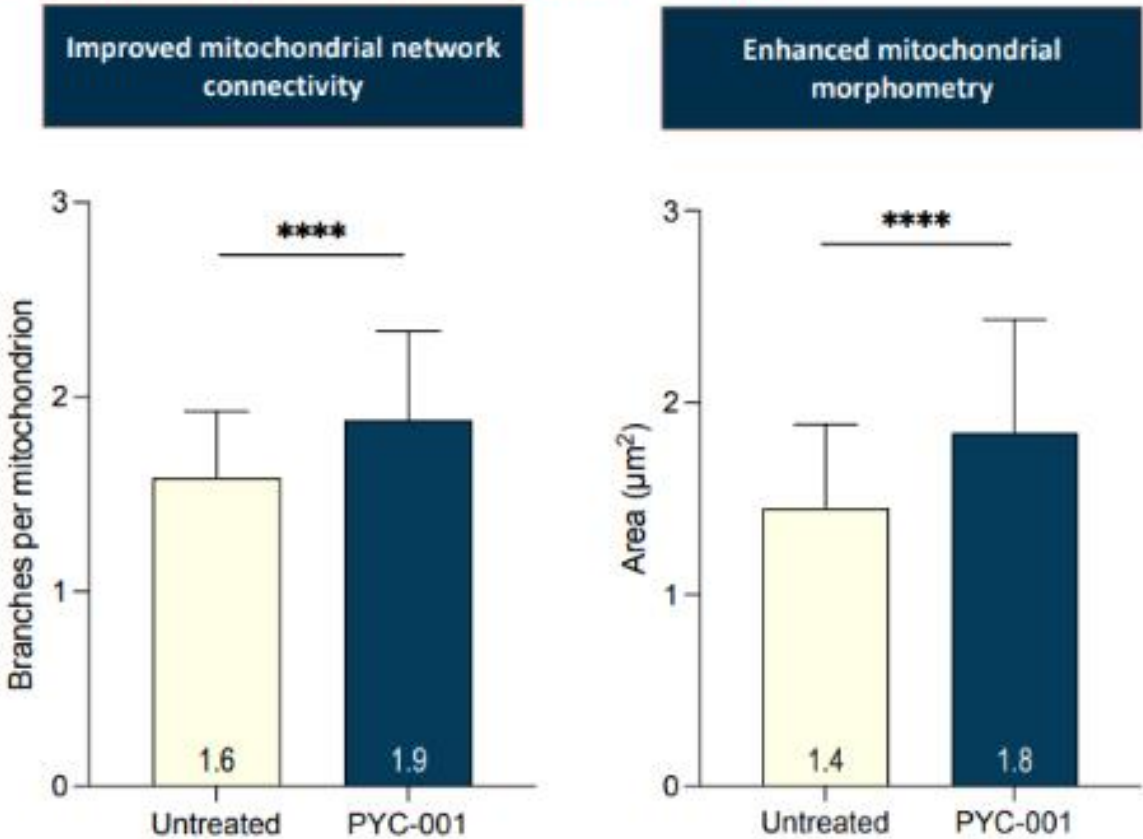 Improved mitochondrial network
connectivity
Branches per mitochondrion
3
2
1
0
****
1.6
1.9
Untreated
PYC-001
Enhanced mitochondrial
morphometry
Area (µm²)
3
2
1
0
****
1.4
1.8
Untreated
PYC-001